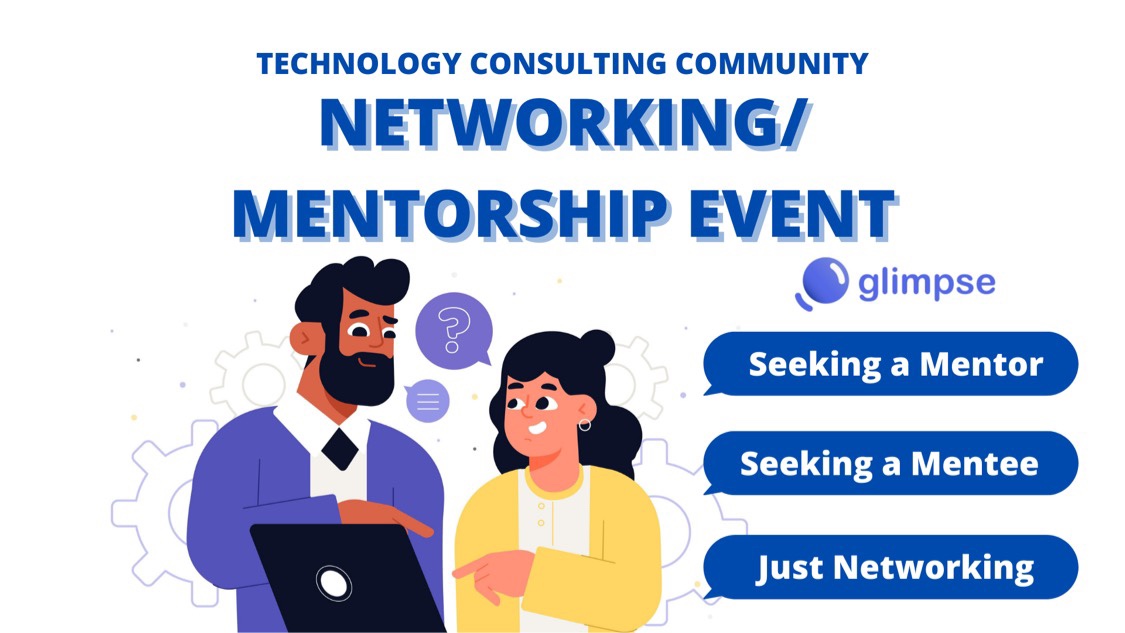 TECHNOLOGY CONSULTING COMMUNITY
NETWORKING/
MENTORSHIP EVENT
glimpse
?
Seeking a Mentor
Seeking a Mentee
Just Networking